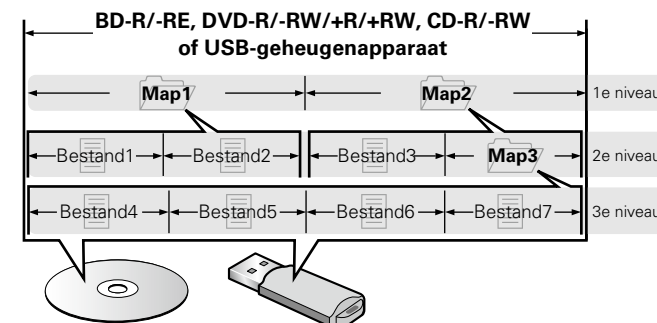 BD-R/-RE, DVD-R/-RW/+R/+RW, CD-R/-RW
of USB-geheugenapparaat
Map1 Map2 1e niveau
Bestand1 Bestand2 Bestand3 Map3 2e niveau
Bestand4 Bestand5 Bestand6 Bestand7 3e niveau